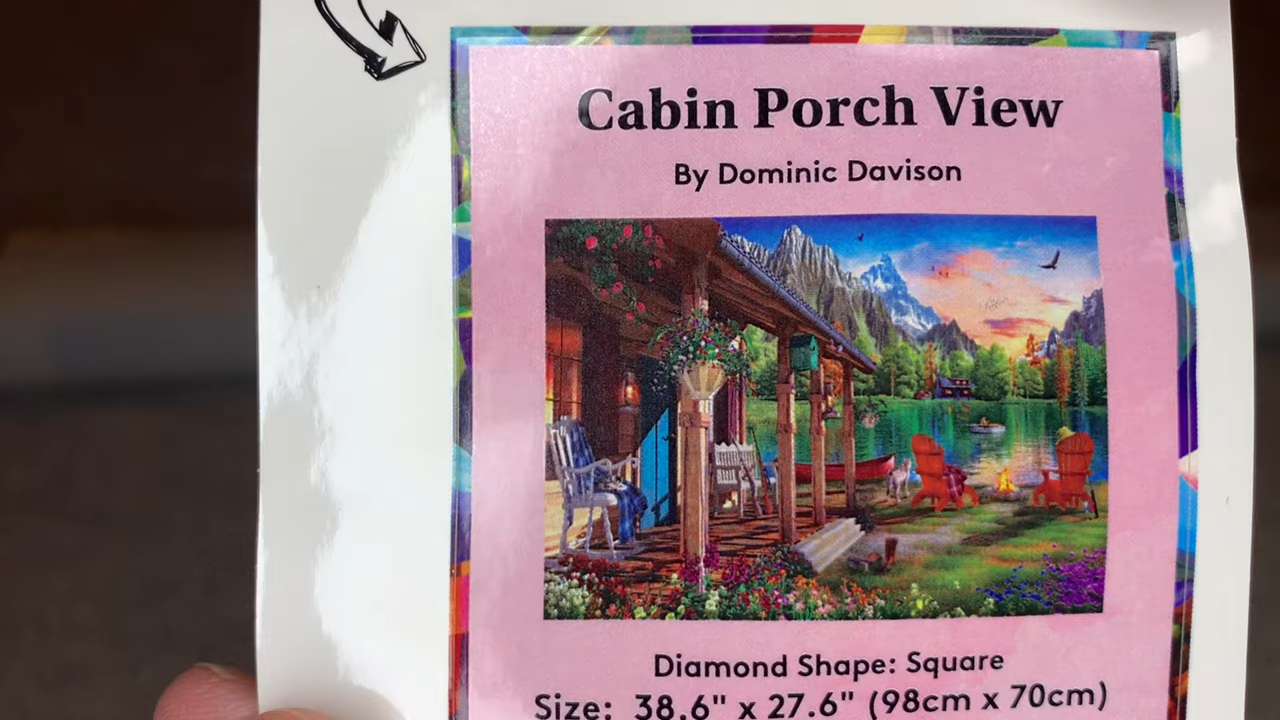 Cabin Porch View
By Dominic Davison
Diamond Shape: Square
Size: 38.6" x 27.6" (98cm x 70cm)